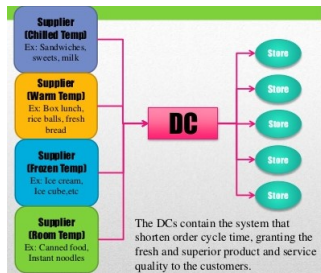 Supplier
(Chilled Temp)
Ex: Sandwiches,
sweets, milk
Supplier
(Warm Temp)
Ex: Box lunch,
rice balls, fresh
bread
Supplier
(Frozen Temp)
Ex: Ice cream,
Ice cube,etc
Supplier
(Room Temp)
Ex: Canned food,
Instant noodles
DC
Store
Store
Store
Store
Store
The DCs contain the system that
shorten order cycle time, granting the
fresh and superior product and service
quality to the customers.